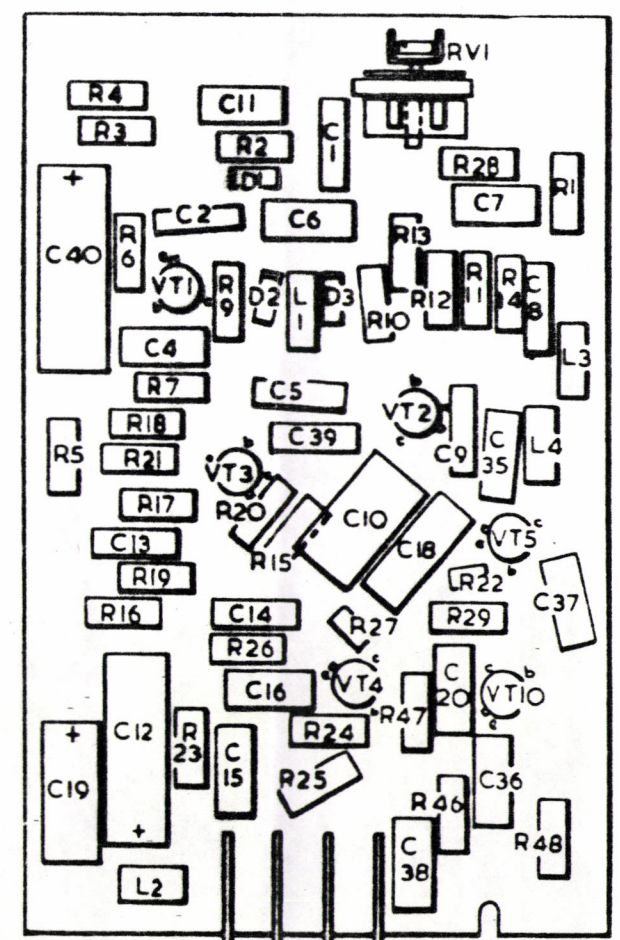 RV1
R4
C11
R3
C1
R2
R28
D1
R1
C7
+
C2
C6
R6
R13
C40
VT1
R9
D2
L1
D3
R10
R12
R11
R14
C8
C4
L3
R7
C5
b
VT2
c
R18
C39
C9
C35
L4
R5
R21
b
VT3
R17
R20
C10
C13
C18
c
VT5
e
b
R15
R19
R22
C37
R16
C14
R27
R29
R26
c
VT4
e
b
C16
C20
c
b
VT10
e
R47
C12
R23
R24
+
C15
C19
R25
C36
R46
+
R48
C38
L2